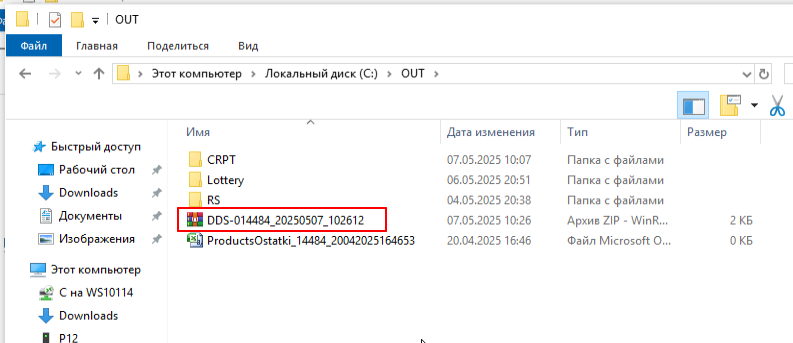 OUT
Файл Главная Поделиться Вид
Этот компьютер Локальный диск (C:) OUT
Имя Дата изменения Тип Размер
Быстрый доступ
Рабочий стол
Downloads
Документы
Изображения
Этот компьютер
C на WS10114
Downloads
P12
CRPT 07.05.2025 10:07 Папка с файлами
Lottery 06.05.2025 20:51 Папка с файлами
RS 04.05.2025 20:38 Папка с файлами
DDS-014484_20250507_102612 07.05.2025 10:26 Архив ZIP - WinR... 2 КБ
ProductsOstatki_14484_20042025164653 20.04.2025 16:46 Файл Microsoft O... 0 КБ